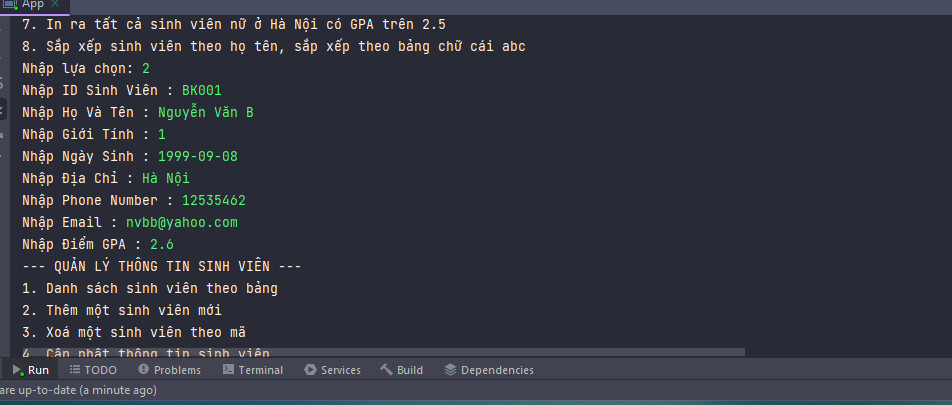 App
7. In ra tất cả sinh viên nữ ở Hà Nội có GPA trên 2.5
8. Sắp xếp sinh viên theo họ tên, sắp xếp theo bảng chữ cái abc
Nhập lựa chọn: 2
Nhập ID Sinh Viên : BK001
Nhập Họ Và Tên : Nguyễn Văn B
Nhập Giới Tính : 1
Nhập Ngày Sinh : 1999-09-08
Nhập Địa Chỉ : Hà Nội
Nhập Phone Number : 12535462
Nhập Email : nvbb@yahoo.com
Nhập Điểm GPA : 2.6
--- QUẢN LÝ THÔNG TIN SINH VIÊN ---
1. Danh sách sinh viên theo bảng
2. Thêm một sinh viên mới
3. Xoá một sinh viên theo mã
4. Cập nhật thông tin sinh viên
Run TODO Problems Terminal Services Build Dependencies
are up-to-date (a minute ago)